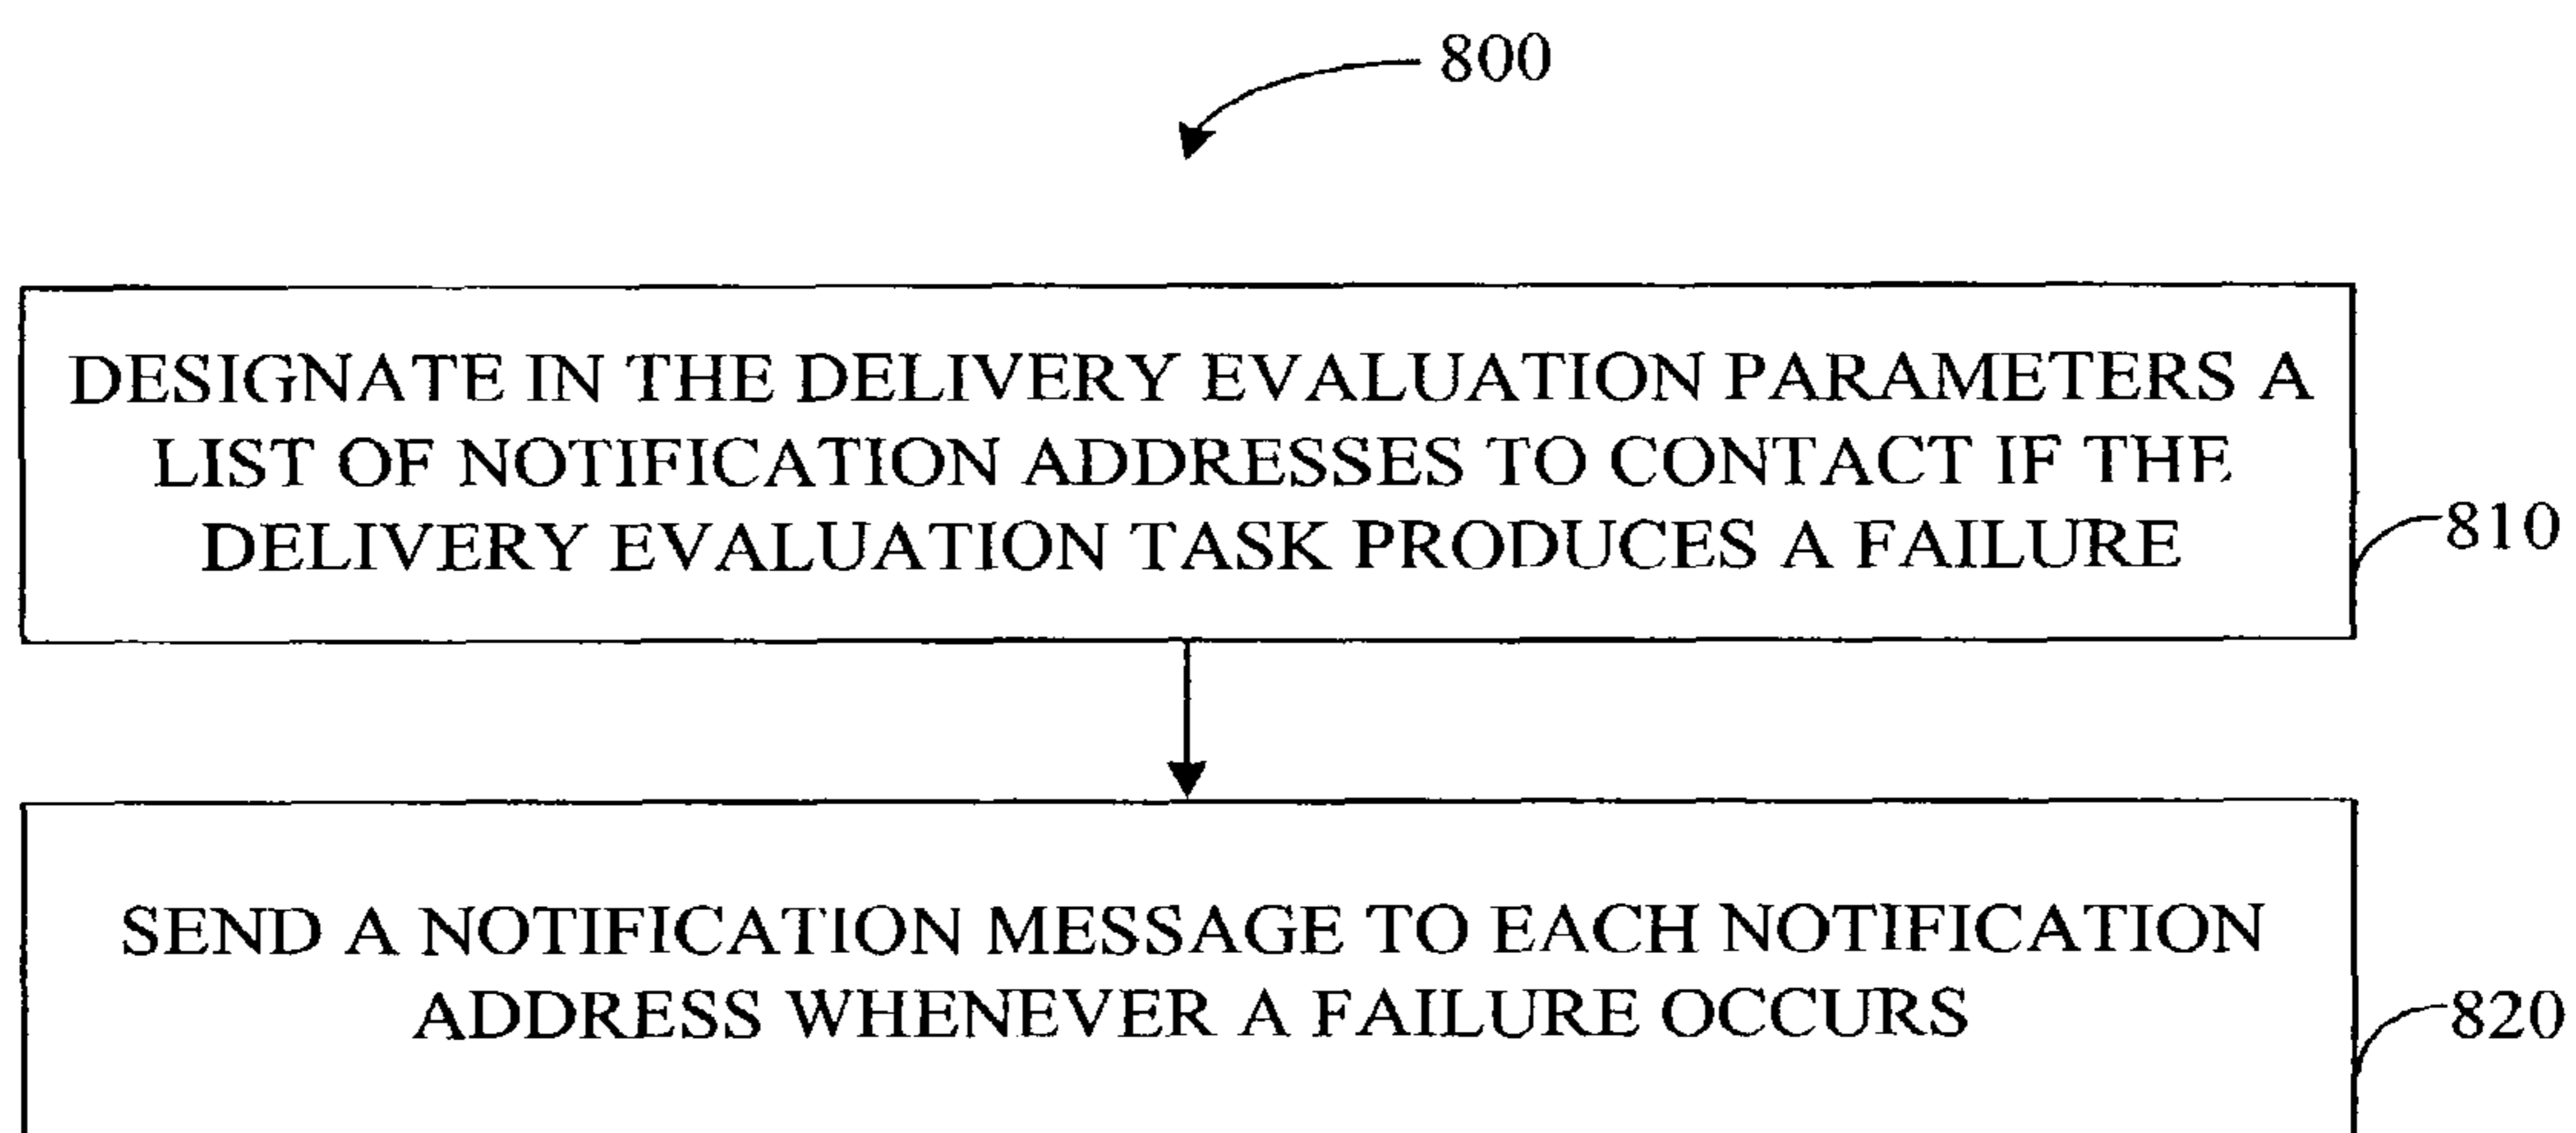 800
DESIGNATE IN THE DELIVERY EVALUATION PARAMETERS A
LIST OF NOTIFICATION ADDRESSES TO CONTACT IF THE
DELIVERY EVALUATION TASK PRODUCES A FAILURE
810
SEND A NOTIFICATION MESSAGE TO EACH NOTIFICATION
ADDRESS WHENEVER A FAILURE OCCURS
820